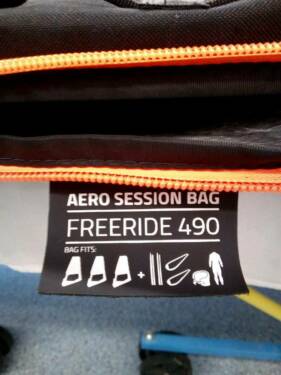 AERO SESSION BAG
FREERIDE 490
BAG FITS:
+